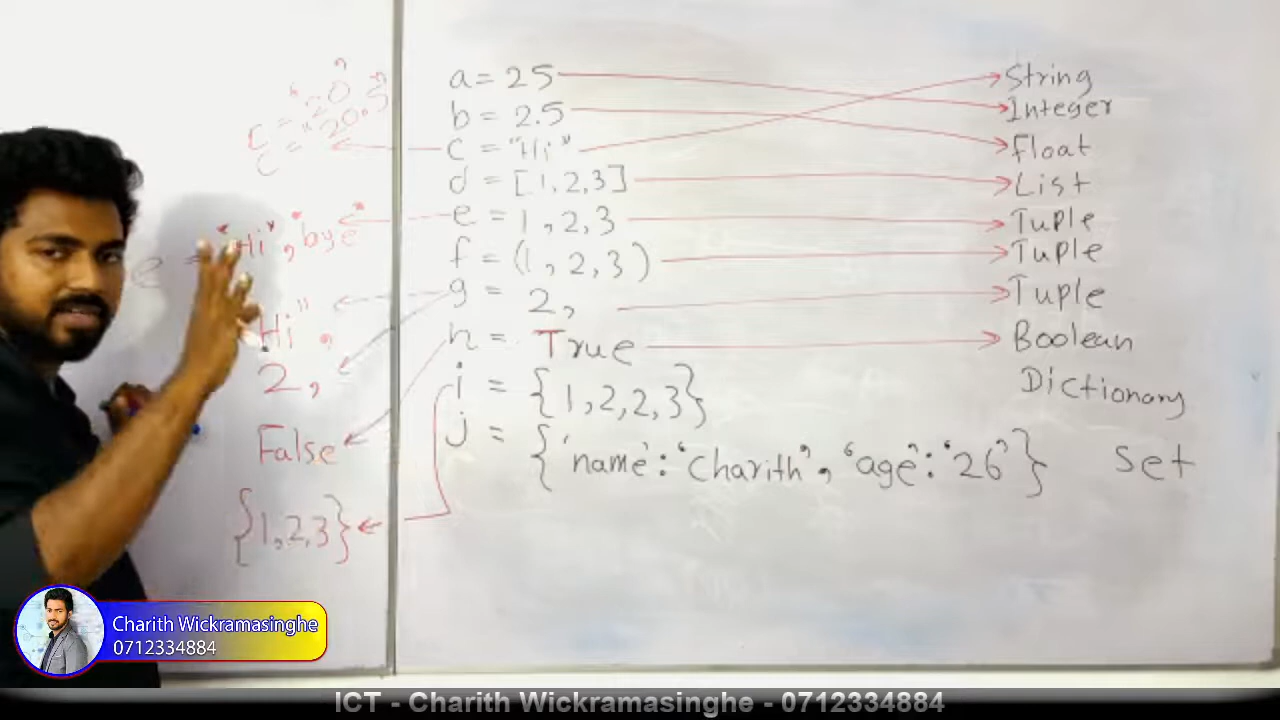 a = 25 String
b = 2.5 Integer
c = "Hi" Float
d = [1,2,3] List
e = 1,2,3 Tuple
f = (1,2,3) Tuple
g = 2, Tuple
h = True Boolean
i = {1,2,2,3} Dictionary
j = {'name':'Charith','age':'26'} Set
c = "20.5"
e = "Hi","bye"
Hi",
2,
False
{1,2,3}
Charith Wickramasinghe
0712334884
ICT - Charith Wickramasinghe - 0712334884